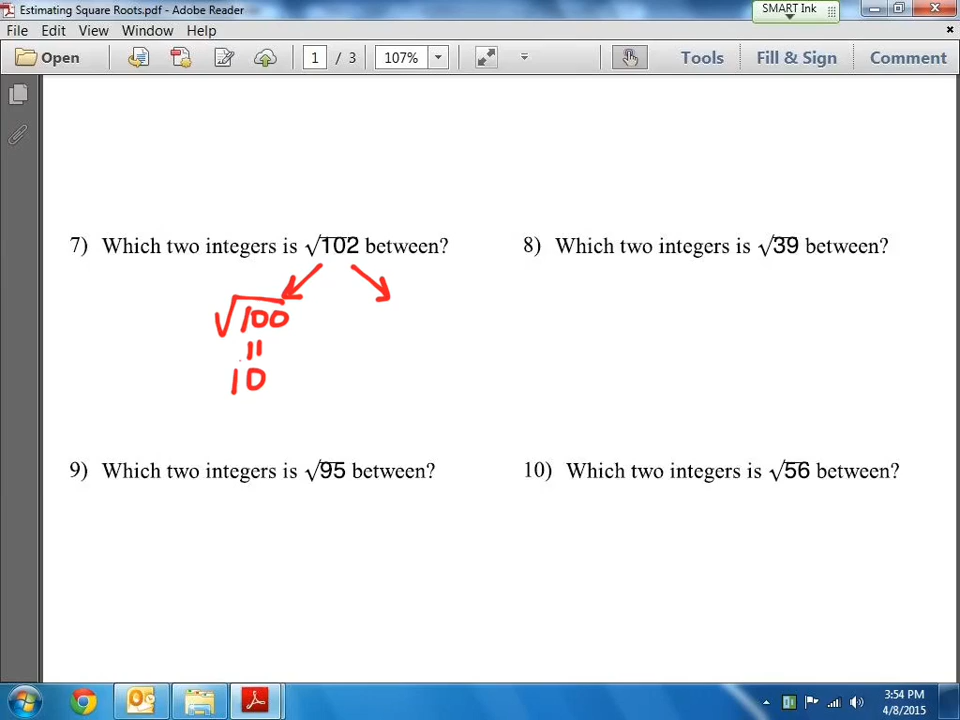 Estimating Square Roots.pdf - Adobe Reader
SMART Ink
File Edit View Window Help
Open
1 / 3
107%
Tools
Fill & Sign
Comment
7) Which two integers is √102 between?
8) Which two integers is √39 between?
√100
=
10
9) Which two integers is √95 between?
10) Which two integers is √56 between?
3:54 PM
4/8/2015